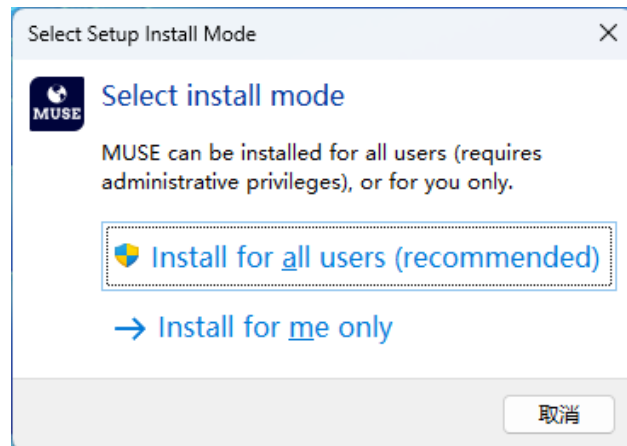 Select Setup Install Mode
MUSE
Select install mode
MUSE can be installed for all users (requires
administrative privileges), or for you only.
Install for all users (recommended)
Install for me only
取消